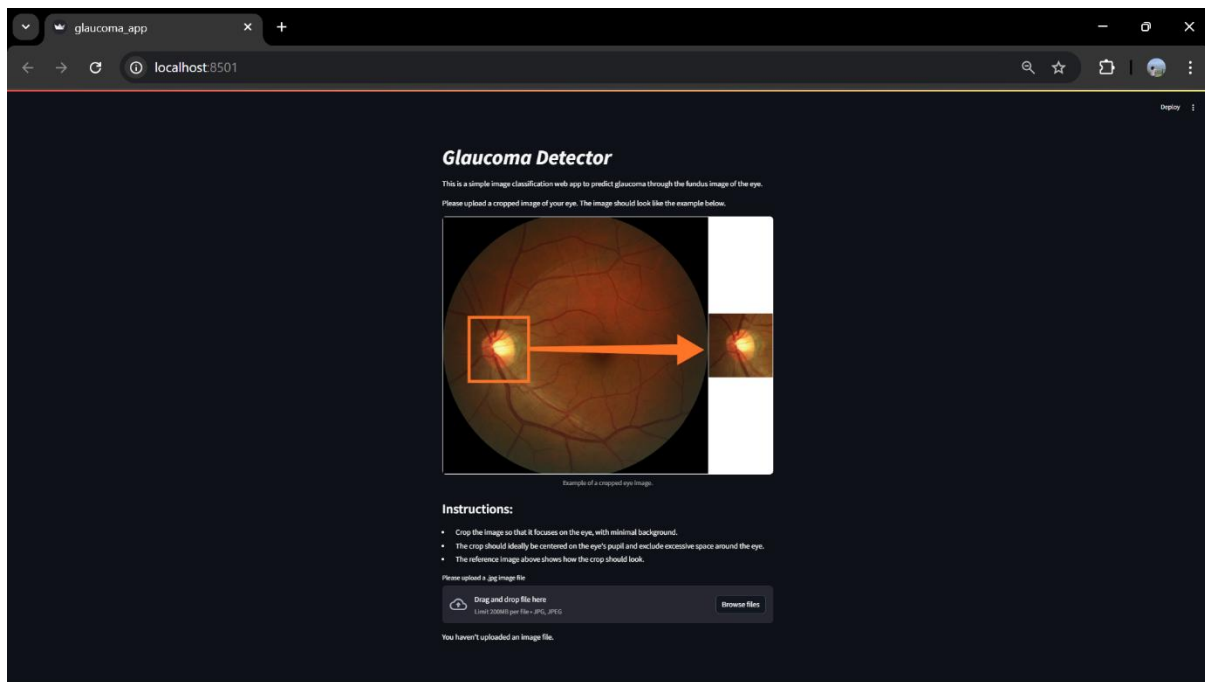 glaucoma_app
localhost:8501
Deploy
Glaucoma Detector
This is a simple image classification web app to predict glaucoma through the fundus image of the eye.
Please upload a cropped image of your eye. The image should look like the example below.
Example of a cropped eye image.
Instructions:
• Crop the image so that it focuses on the eye, with minimal background.
• The crop should ideally be centered on the eye's pupil and exclude excessive space around the eye.
• The reference image above shows how the crop should look.
Please upload a .jpg image file
Drag and drop file here
Limit 200MB per file • JPG, JPEG
Browse files
You haven't uploaded an image file.